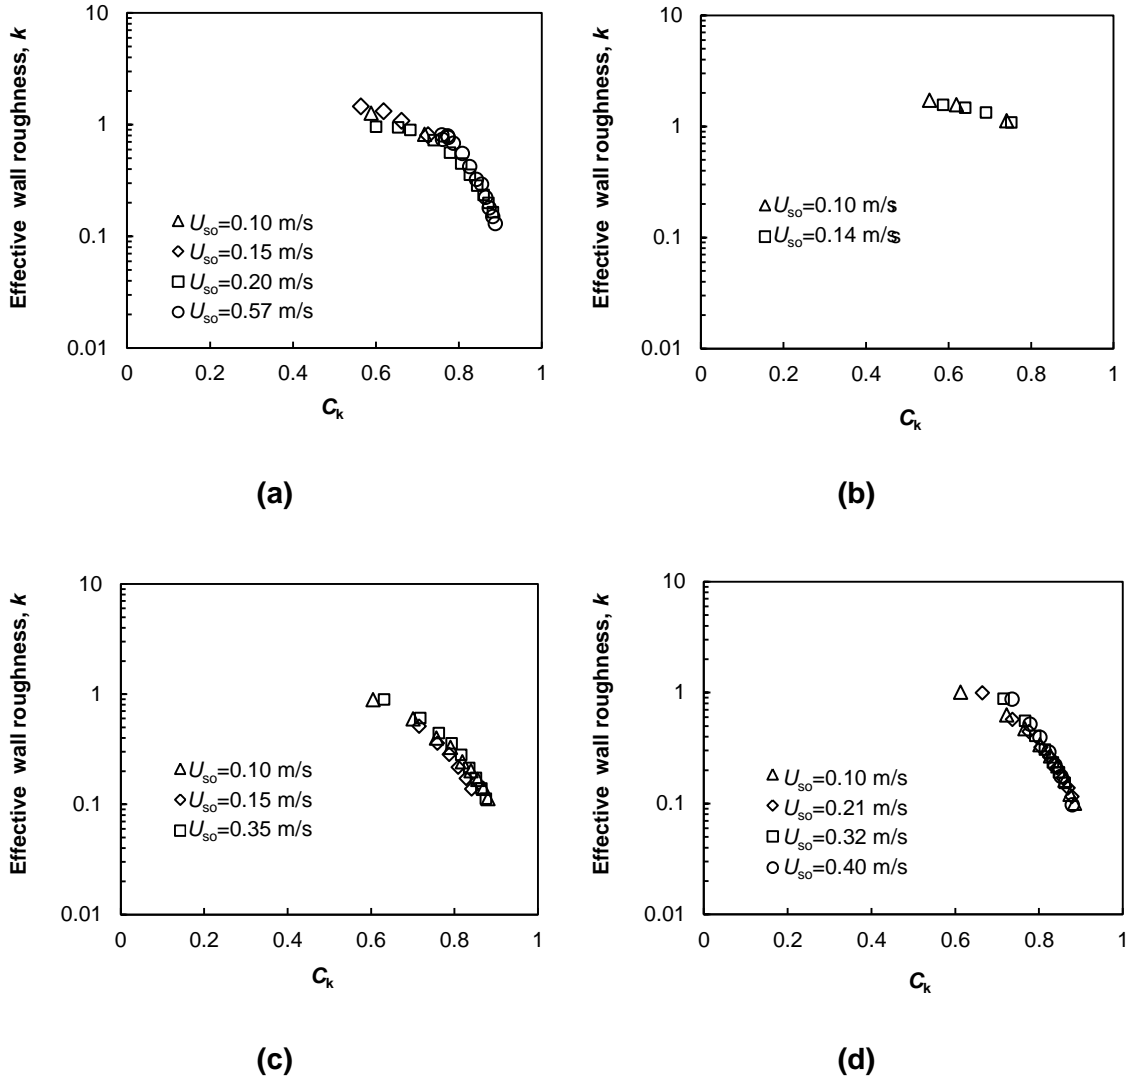 Effective wall roughness, k
10
1
0.1
0.01
Uso=0.10 m/s
Uso=0.15 m/s
Uso=0.20 m/s
Uso=0.57 m/s
0 0.2 0.4 0.6 0.8 1
Ck
(a)
Effective wall roughness, k
10
1
0.1
0.01
Uso=0.10 m/s
Uso=0.14 m/s
0 0.2 0.4 0.6 0.8 1
Ck
(b)
Effective wall roughness, k
10
1
0.1
0.01
Uso=0.10 m/s
Uso=0.15 m/s
Uso=0.35 m/s
0 0.2 0.4 0.6 0.8 1
Ck
(c)
Effective wall roughness, k
10
1
0.1
0.01
Uso=0.10 m/s
Uso=0.21 m/s
Uso=0.32 m/s
Uso=0.40 m/s
0 0.2 0.4 0.6 0.8 1
Ck
(d)